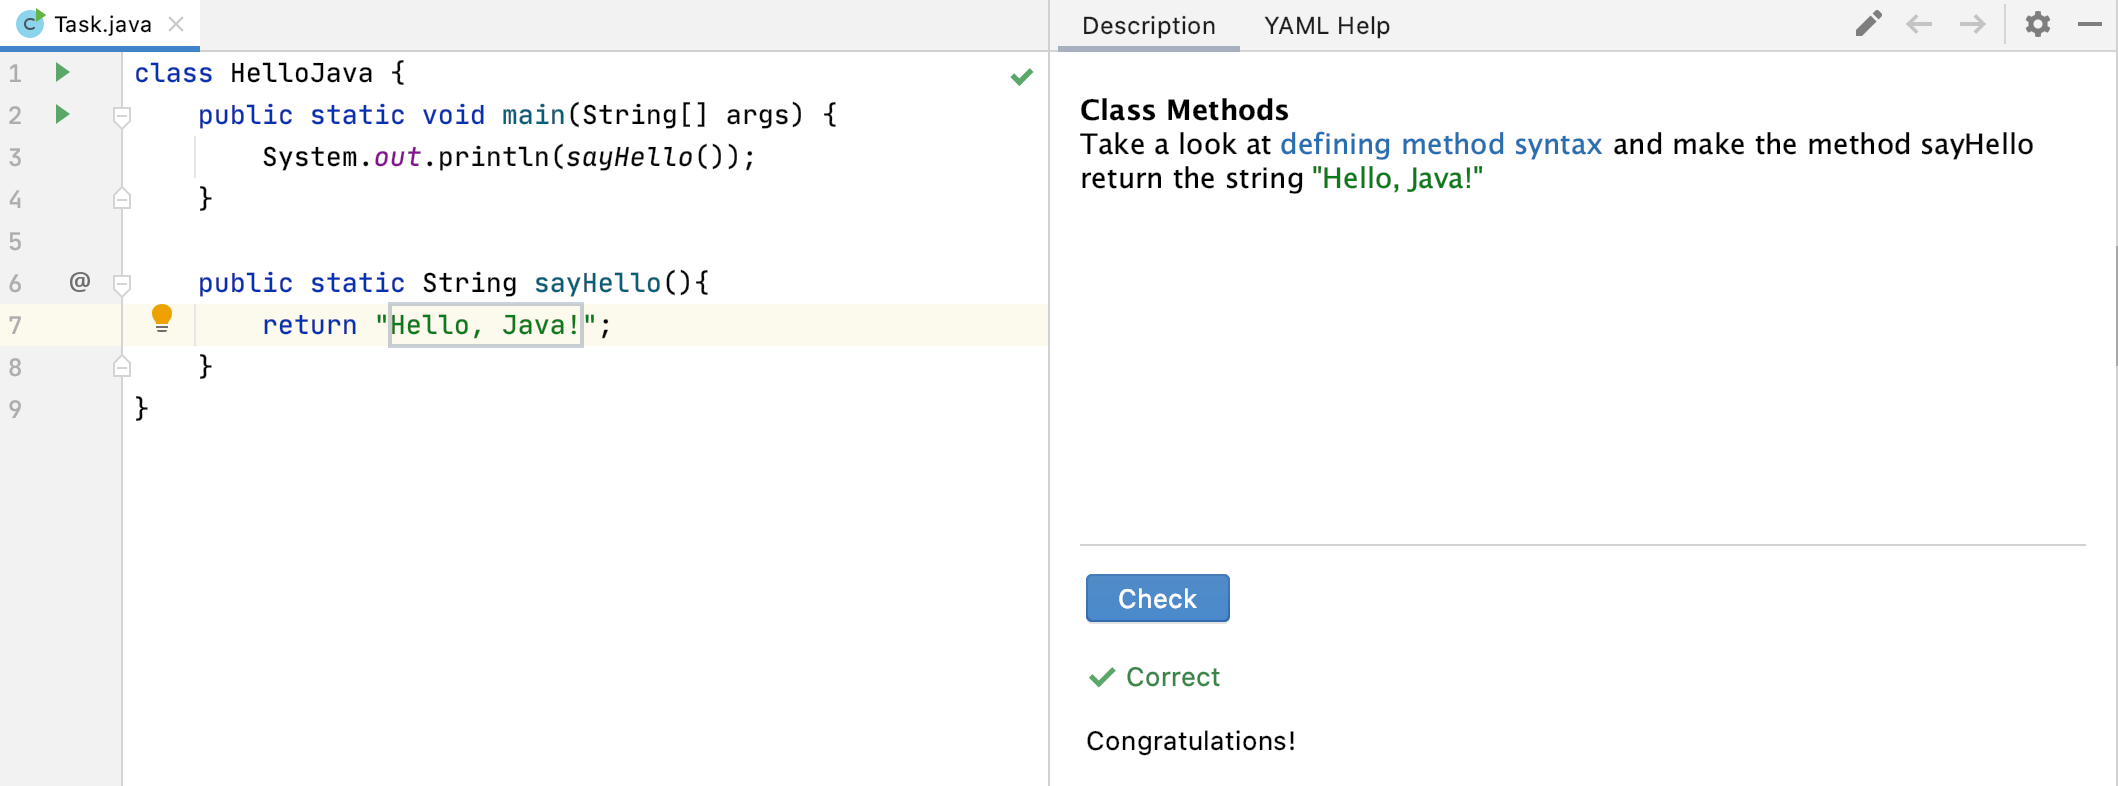 Task.java
Description
YAML Help
1 class HelloJava {
2 public static void main(String[] args) {
3 System.out.println(sayHello());
4 }
5
6 @ public static String sayHello(){
7 return "Hello, Java!";
8 }
9 }
Class Methods
Take a look at defining method syntax and make the method sayHello
return the string "Hello, Java!"
Check
Correct
Congratulations!